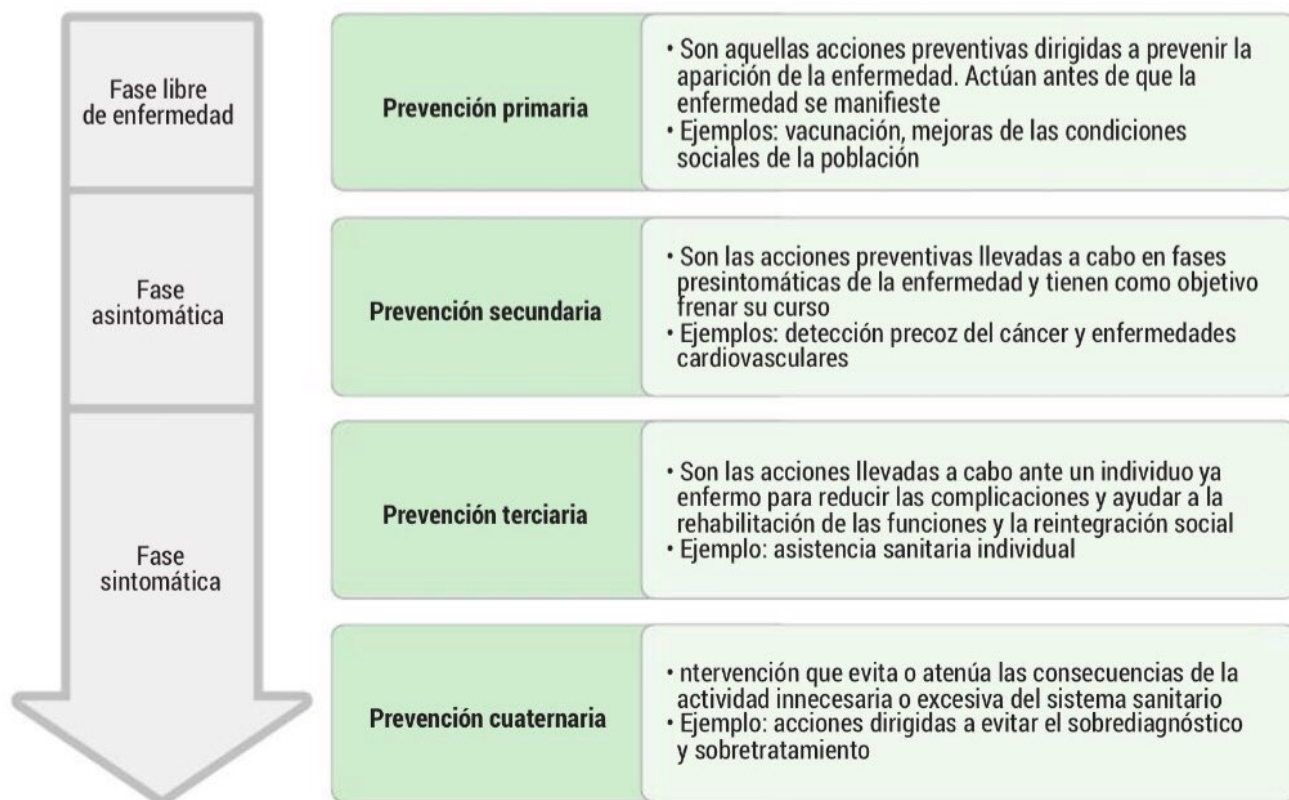 Fase libre
de enfermedad
Prevención primaria
• Son aquellas acciones preventivas dirigidas a prevenir la
aparición de la enfermedad. Actúan antes de que la
enfermedad se manifieste
• Ejemplos: vacunación, mejoras de las condiciones
sociales de la población
Fase
asintomática
Prevención secundaria
• Son las acciones preventivas llevadas a cabo en fases
presintomáticas de la enfermedad y tienen como objetivo
frenar su curso
• Ejemplos: detección precoz del cáncer y enfermedades
cardiovasculares
Fase
sintomática
Prevención terciaria
• Son las acciones llevadas a cabo ante un individuo ya
enfermo para reducir las complicaciones y ayudar a la
rehabilitación de las funciones y la reintegración social
• Ejemplo: asistencia sanitaria individual
Prevención cuaternaria
• ntervención que evita o atenúa las consecuencias de la
actividad innecesaria o excesiva del sistema sanitario
• Ejemplo: acciones dirigidas a evitar el sobrediagnóstico
y sobretratamiento